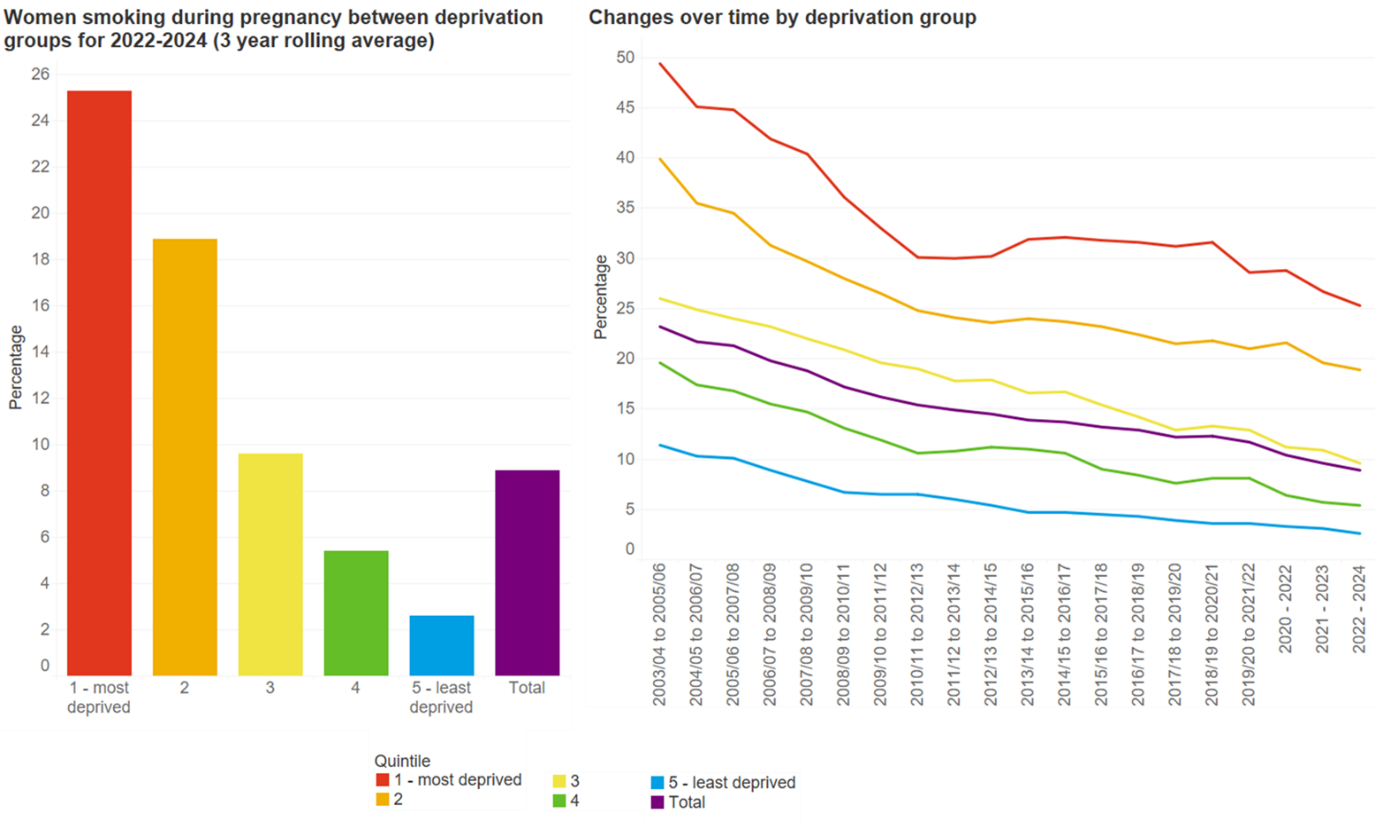 Women smoking during pregnancy between deprivation
groups for 2022-2024 (3 year rolling average)
Percentage
26
24
22
20
18
16
14
12
10
8
6
4
2
0
1 - most
deprived
2
3
4
5 - least
deprived
Total
Changes over time by deprivation group
Percentage
50
45
40
35
30
25
20
15
10
5
0
2003/04 to 2005/06
2004/05 to 2006/07
2005/06 to 2007/08
2006/07 to 2008/09
2007/08 to 2009/10
2008/09 to 2010/11
2009/10 to 2011/12
2010/11 to 2012/13
2011/12 to 2013/14
2012/13 to 2014/15
2013/14 to 2015/16
2014/15 to 2016/17
2015/16 to 2017/18
2016/17 to 2018/19
2017/18 to 2019/20
2018/19 to 2020/21
2019/20 to 2021/22
2020 - 2022
2021 - 2023
2022 - 2024
Quintile
1 - most deprived
2
3
4
5 - least deprived
Total